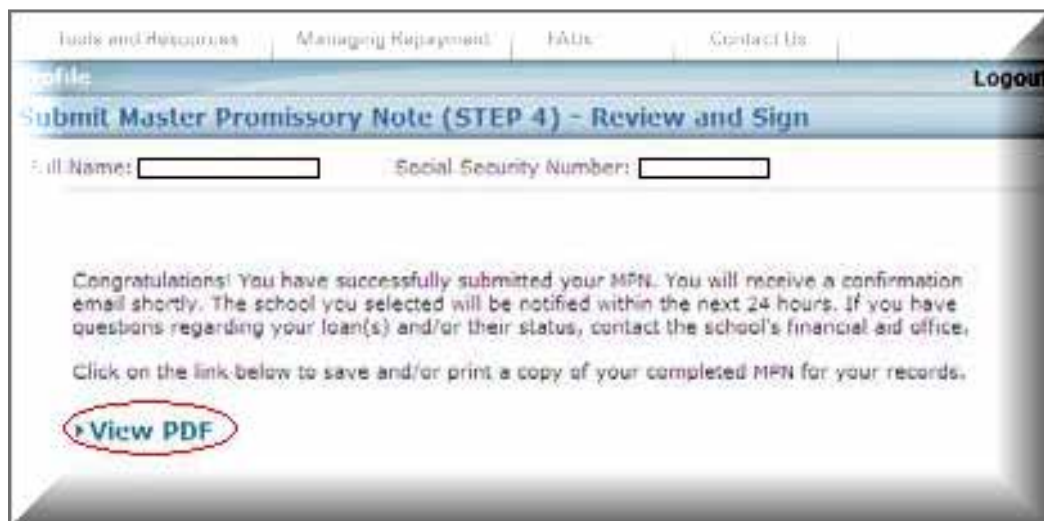 Tools and Resources Managing Repayment FAQs Contact Us
ofile Logout
Submit Master Promissory Note (STEP 4) - Review and Sign
ull Name: Social Security Number:
Congratulations! You have successfully submitted your MPN. You will receive a confirmation
email shortly. The school you selected will be notified within the next 24 hours. If you have
questions regarding your loan(s) and/or their status, contact the school's financial aid office.
Click on the link below to save and/or print a copy of your completed MPN for your records.
View PDF